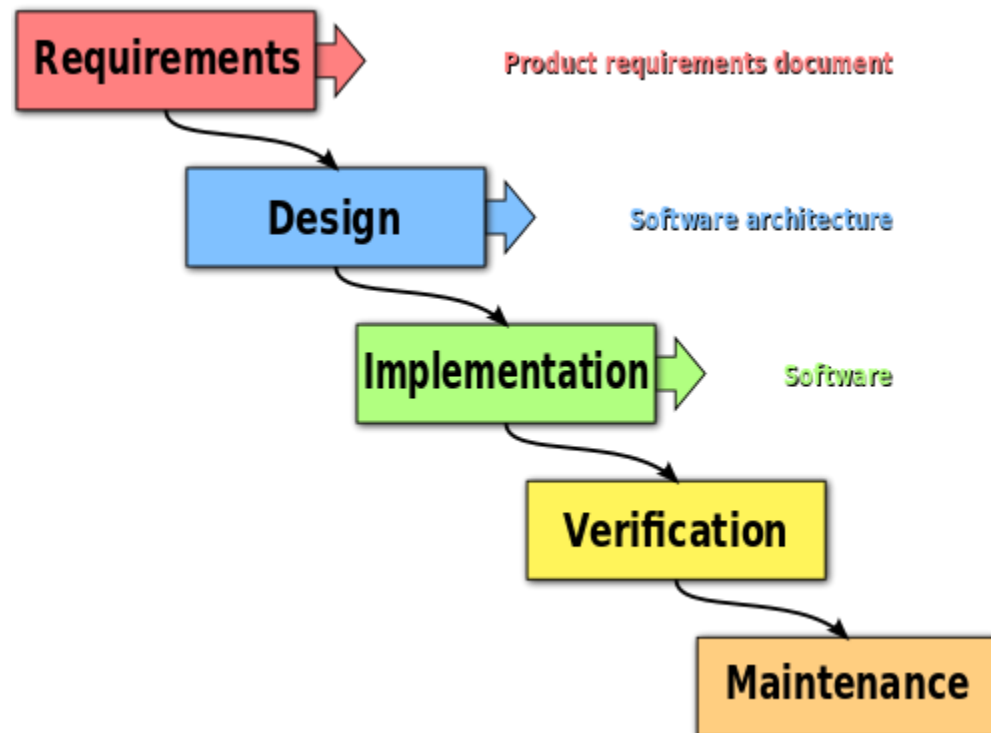 Requirements
Product requirements document
Design
Software architecture
Implementation
Software
Verification
Maintenance